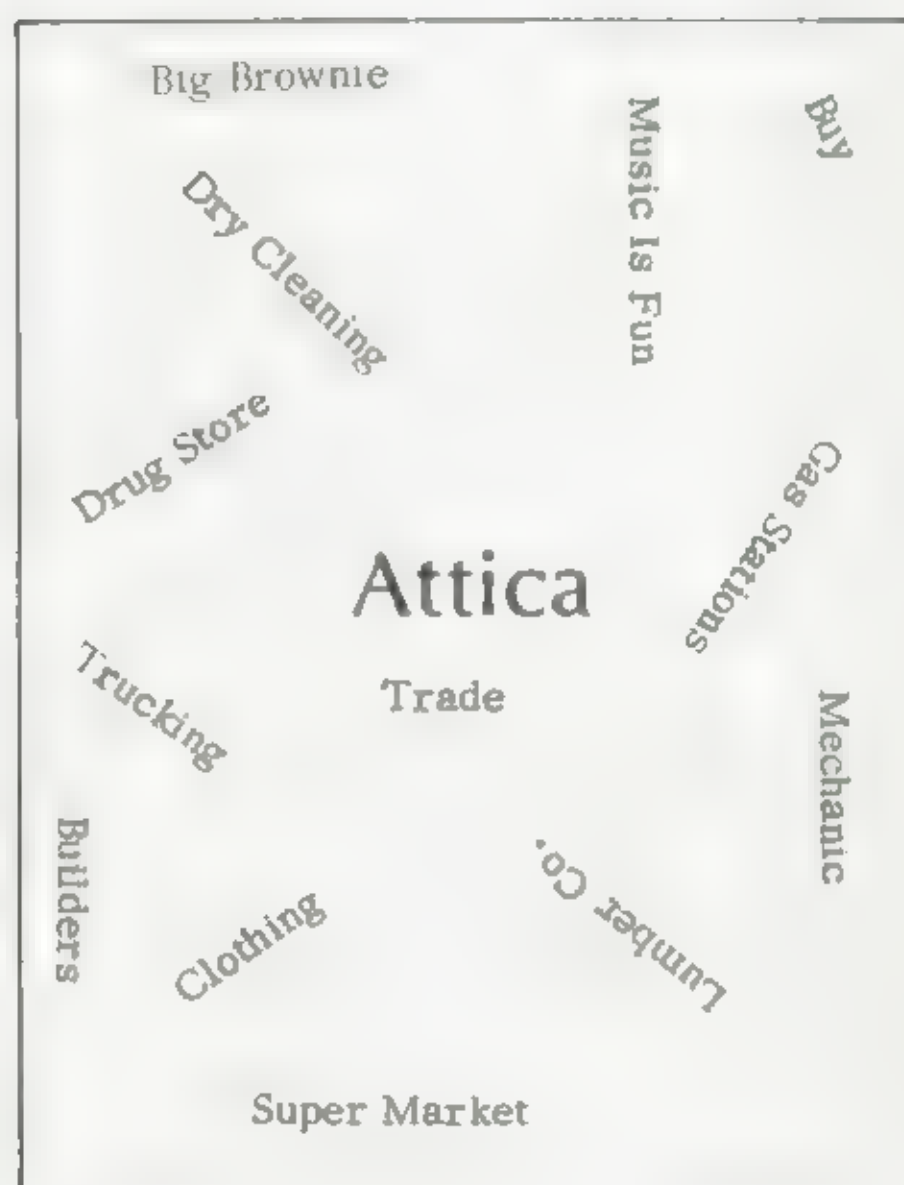 Big Brownie
Buy
Music Is Fun
Dry Cleaning
Drug Store
Gas Stations
Attica
Trade
Trucking
Mechanic
Builders
Lumber Co.
Clothing
Super Market